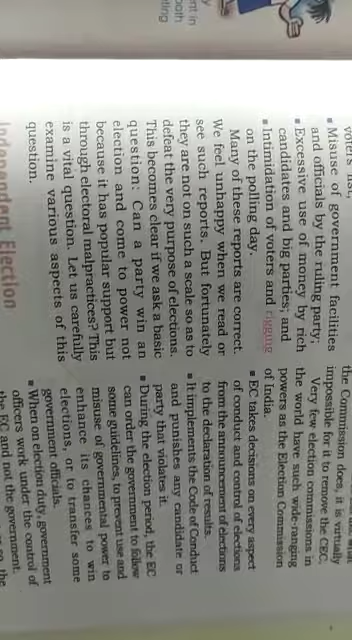 voters list,
▪ Misuse of government facilities
and officials by the ruling party;
▪ Excessive use of money by rich
candidates and big parties; and
▪ Intimidation of voters and rigging
on the polling day.
Many of these reports are correct.
We feel unhappy when we read or
see such reports. But fortunately
they are not on such a scale so as to
defeat the very purpose of elections.
This becomes clear if we ask a basic
question: Can a party win an
election and come to power not
because it has popular support but
through electoral malpractices? This
is a vital question. Let us carefully
examine various aspects of this
question.
Independent Election
the Commission does, it is virtually
impossible for it to remove the CEC.
Very few election commissions in
the world have such wide-ranging
powers as the Election Commission
of India.
▪ EC takes decisions on every aspect
of conduct and control of elections
from the announcement of elections
to the declaration of results.
▪ It implements the Code of Conduct
and punishes any candidate or
party that violates it.
▪ During the election period, the EC
can order the government to follow
some guidelines, to prevent use and
misuse of governmental power to
enhance its chances to win
elections, or to transfer some
government officials.
▪ When on election duty, government
officers work under the control of
the EC and not the government.